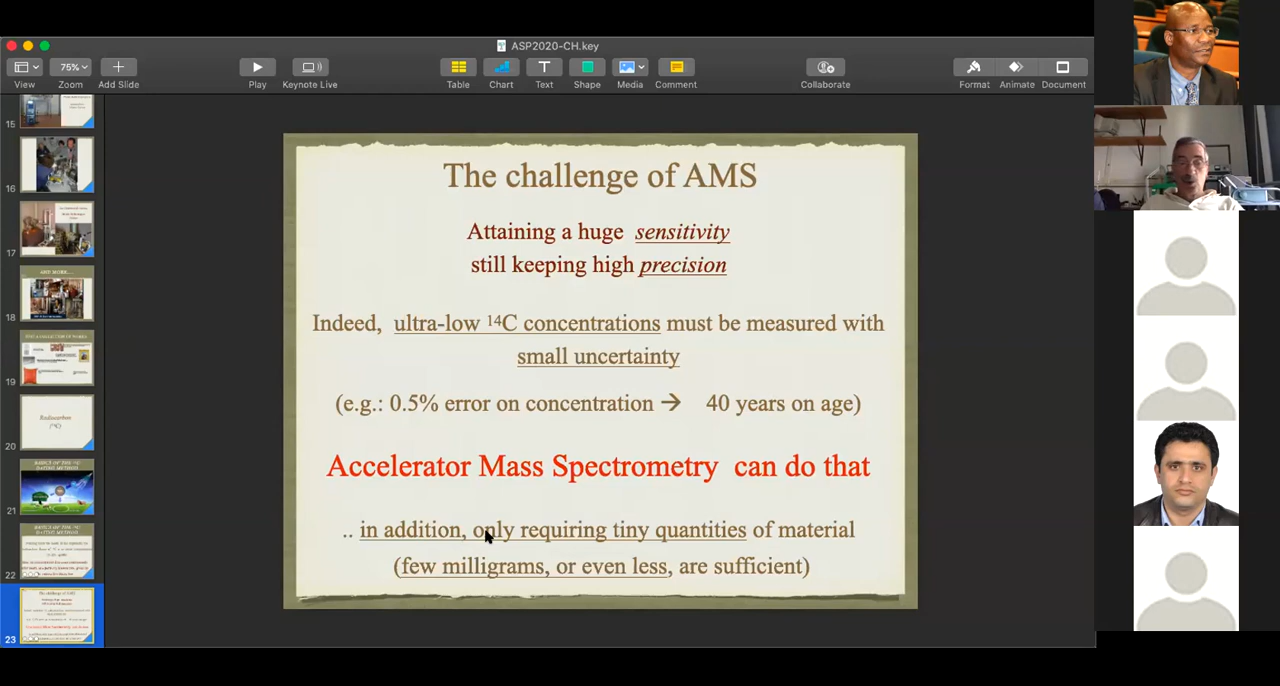 ASP2020-CH.key
75%
View
Zoom
Add Slide
Play
Keynote Live
Table
Chart
Text
Shape
Media
Comment
Collaborate
Format
Animate
Document
15
16
17
18
AND MORE....
19
20
Radiocarbon
(¹⁴C)
21
22
23
The challenge of AMS
Attaining a huge sensitivity
still keeping high precision
Indeed, ultra-low ¹⁴C concentrations must be measured with
small uncertainty
(e.g.: 0.5% error on concentration → 40 years on age)
Accelerator Mass Spectrometry can do that
.. in addition, only requiring tiny quantities of material
(few milligrams, or even less, are sufficient)